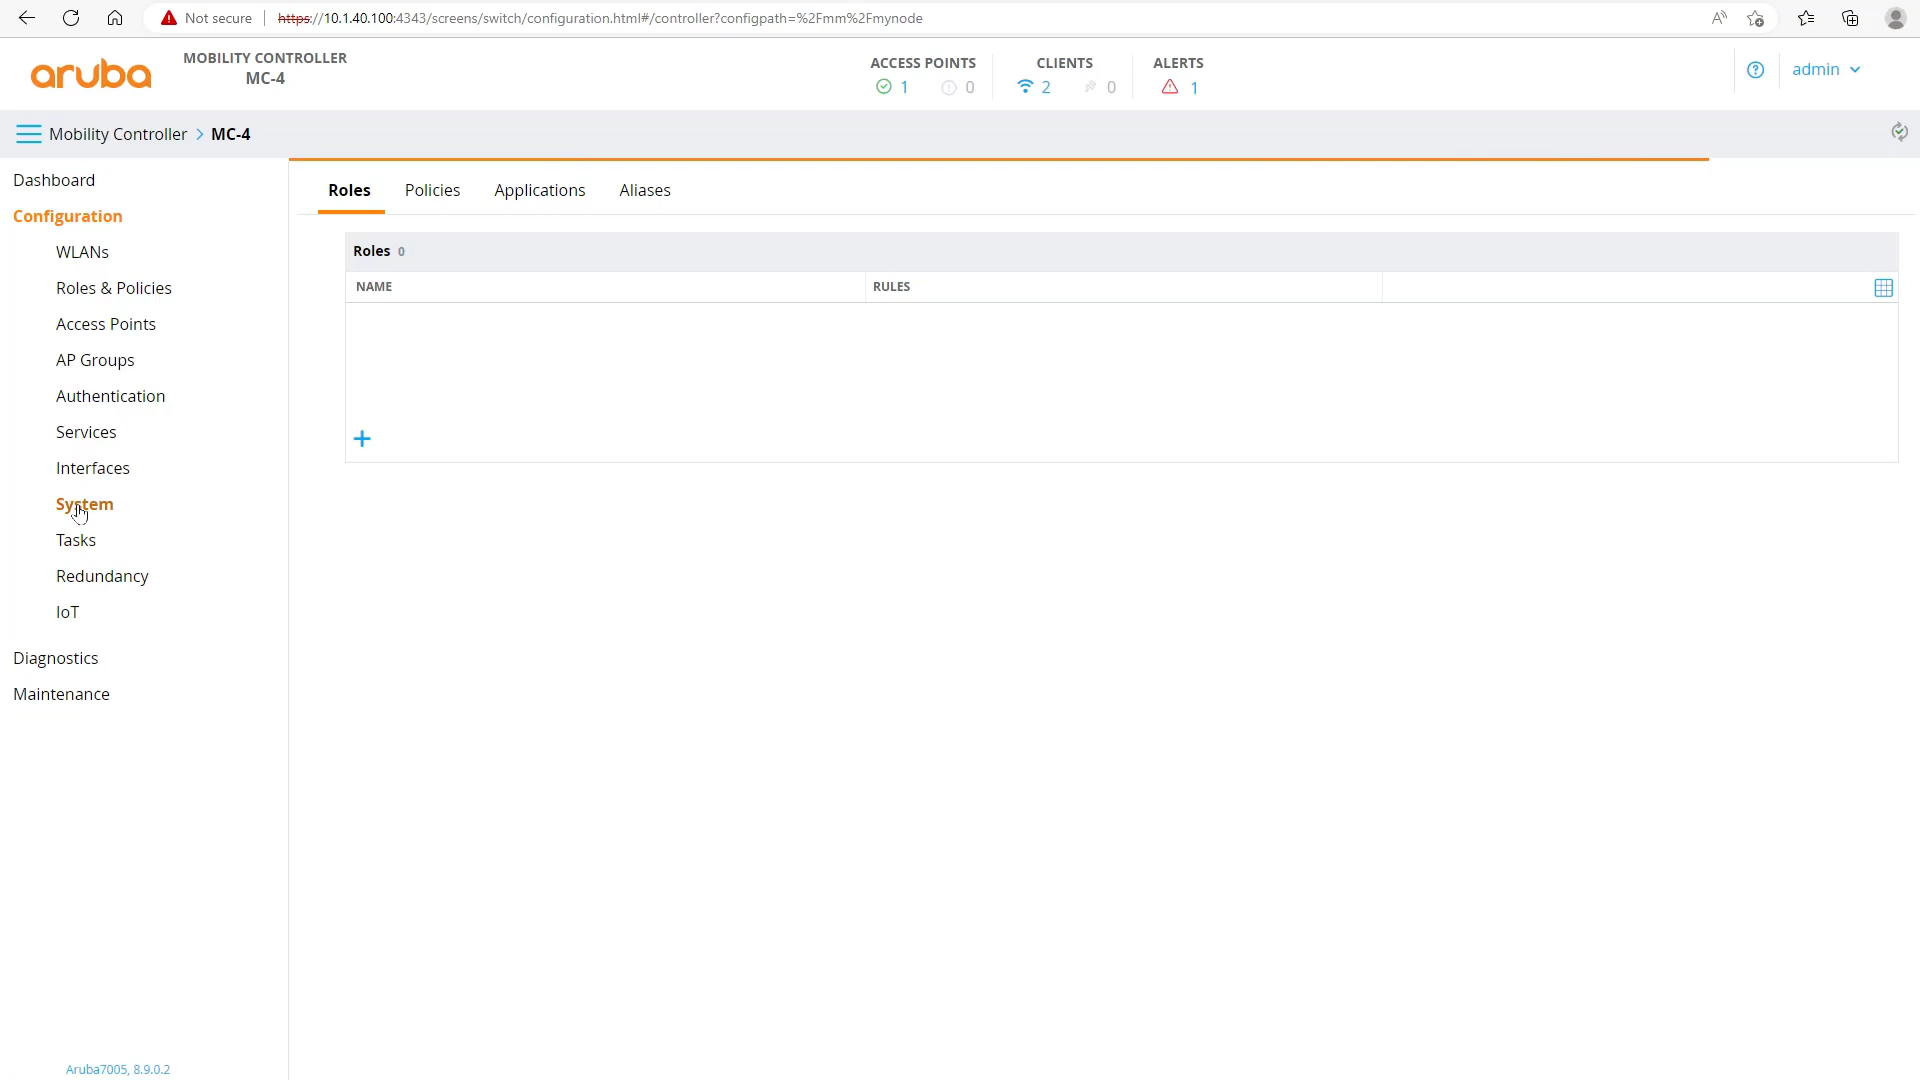 Not secure https://10.1.40.100:4343/screens/switch/configuration.html#/controller?configpath=%2Fmm%2Fmynode
aruba
MOBILITY CONTROLLER
MC-4
ACCESS POINTS
1 0
CLIENTS
2 0
ALERTS
1
admin
Mobility Controller > MC-4
Dashboard
Configuration
WLANs
Roles & Policies
Access Points
AP Groups
Authentication
Services
Interfaces
System
Tasks
Redundancy
IoT
Diagnostics
Maintenance
Aruba7005, 8.9.0.2
Roles Policies Applications Aliases
Roles 0
NAME RULES